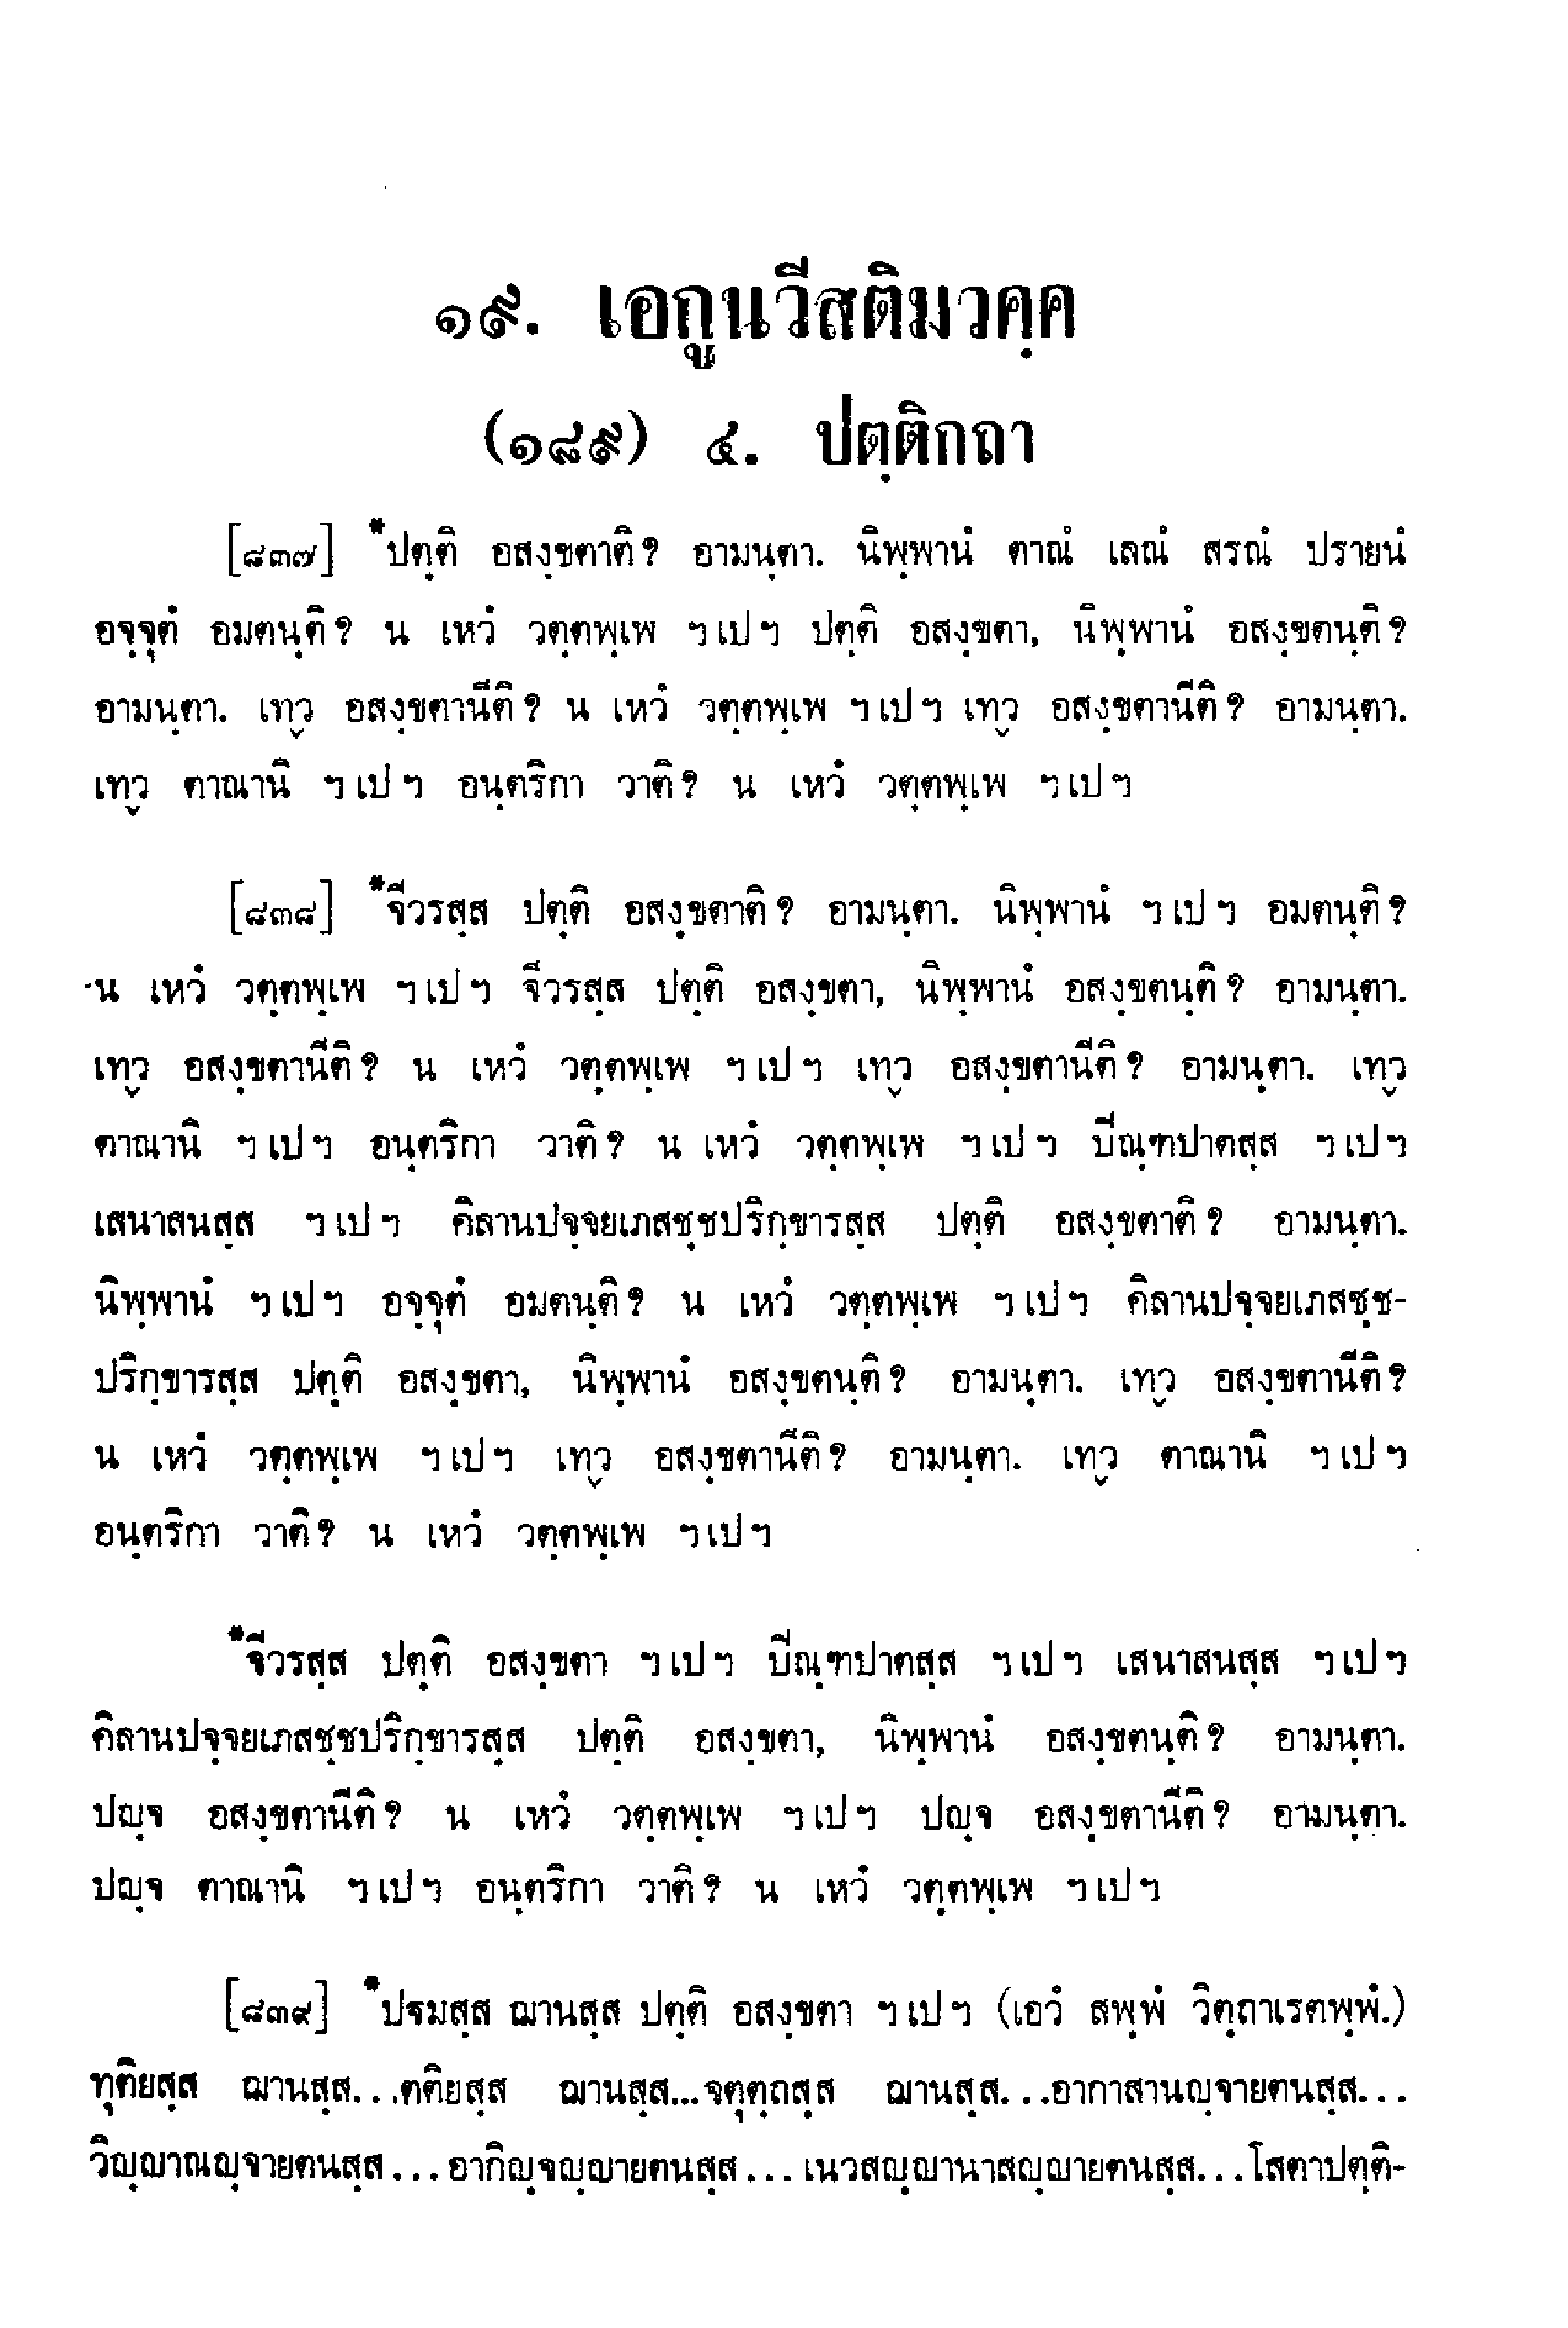 ๑๙. เอกูนวีสติมวคฺค
(๑๘๙) ๔. ปตฺติกถา
[๘๓๗] *ปตฺติ อสงฺขตาติ? อามนฺตา. นิพฺพานํ ตาณํ เลณํ สรณํ ปรายนํ
อจฺจุตํ อมตนฺติ? น เหวํ วตฺตพฺเพ ฯเปฯ ปตฺติ อสงฺขตา, นิพฺพานํ อสงฺขตนฺติ?
อามนฺตา. เทฺว อสงฺขตานีติ? น เหวํ วตฺตพฺเพ ฯเปฯ เทฺว อสงฺขตานีติ? อามนฺตา.
เทฺว ตาณานิ ฯเปฯ อนฺตริกา วาติ? น เหวํ วตฺตพฺเพ ฯเปฯ
[๘๓๘] *จีวรสฺส ปตฺติ อสงฺขตาติ? อามนฺตา. นิพฺพานํ ฯเปฯ อมตนฺติ?
น เหวํ วตฺตพฺเพ ฯเปฯ จีวรสฺส ปตฺติ อสงฺขตา, นิพฺพานํ อสงฺขตนฺติ? อามนฺตา.
เทฺว อสงฺขตานีติ? น เหวํ วตฺตพฺเพ ฯเปฯ เทฺว อสงฺขตานีติ? อามนฺตา. เทฺว
ตาณานิ ฯเปฯ อนฺตริกา วาติ? น เหวํ วตฺตพฺเพ ฯเปฯ ปีณฺฑปาตสฺส ฯเปฯ
เสนาสนสฺส ฯเปฯ คิลานปจฺจยเภสชฺชปริกฺขารสฺส ปตฺติ อสงฺขตาติ? อามนฺตา.
นิพฺพานํ ฯเปฯ อจฺจุตํ อมตนฺติ? น เหวํ วตฺตพฺเพ ฯเปฯ คิลานปจฺจยเภสชฺช-
ปริกฺขารสฺส ปตฺติ อสงฺขตา, นิพฺพานํ อสงฺขตนฺติ? อามนฺตา. เทฺว อสงฺขตานีติ?
น เหวํ วตฺตพฺเพ ฯเปฯ เทฺว อสงฺขตานีติ? อามนฺตา. เทฺว ตาณานิ ฯเปฯ
อนฺตริกา วาติ? น เหวํ วตฺตพฺเพ ฯเปฯ
*จีวรสฺส ปตฺติ อสงฺขตา ฯเปฯ ปีณฺฑปาตสฺส ฯเปฯ เสนาสนสฺส ฯเปฯ
คิลานปจฺจยเภสชฺชปริกฺขารสฺส ปตฺติ อสงฺขตา, นิพฺพานํ อสงฺขตนฺติ? อามนฺตา.
ปญฺจ อสงฺขตานีติ? น เหวํ วตฺตพฺเพ ฯเปฯ ปญฺจ อสงฺขตานีติ? อามนฺตา.
ปญฺจ ตาณานิ ฯเปฯ อนฺตริกา วาติ? น เหวํ วตฺตพฺเพ ฯเปฯ
[๘๓๙] *ปฐมสฺส ฌานสฺส ปตฺติ อสงฺขตา ฯเปฯ (เอวํ สพฺพํ วิตฺถาเรตพฺพํ.)
ทุติยสฺส ฌานสฺส...ตติยสฺส ฌานสฺส...จตุตฺถสฺส ฌานสฺส...อากาสานญฺจายตนสฺส...
วิญฺญาณญฺจายตนสฺส...อากิญฺจญฺญายตนสฺส...เนวสญฺญานาสญฺญายตนสฺส...โสตาปตฺติ-